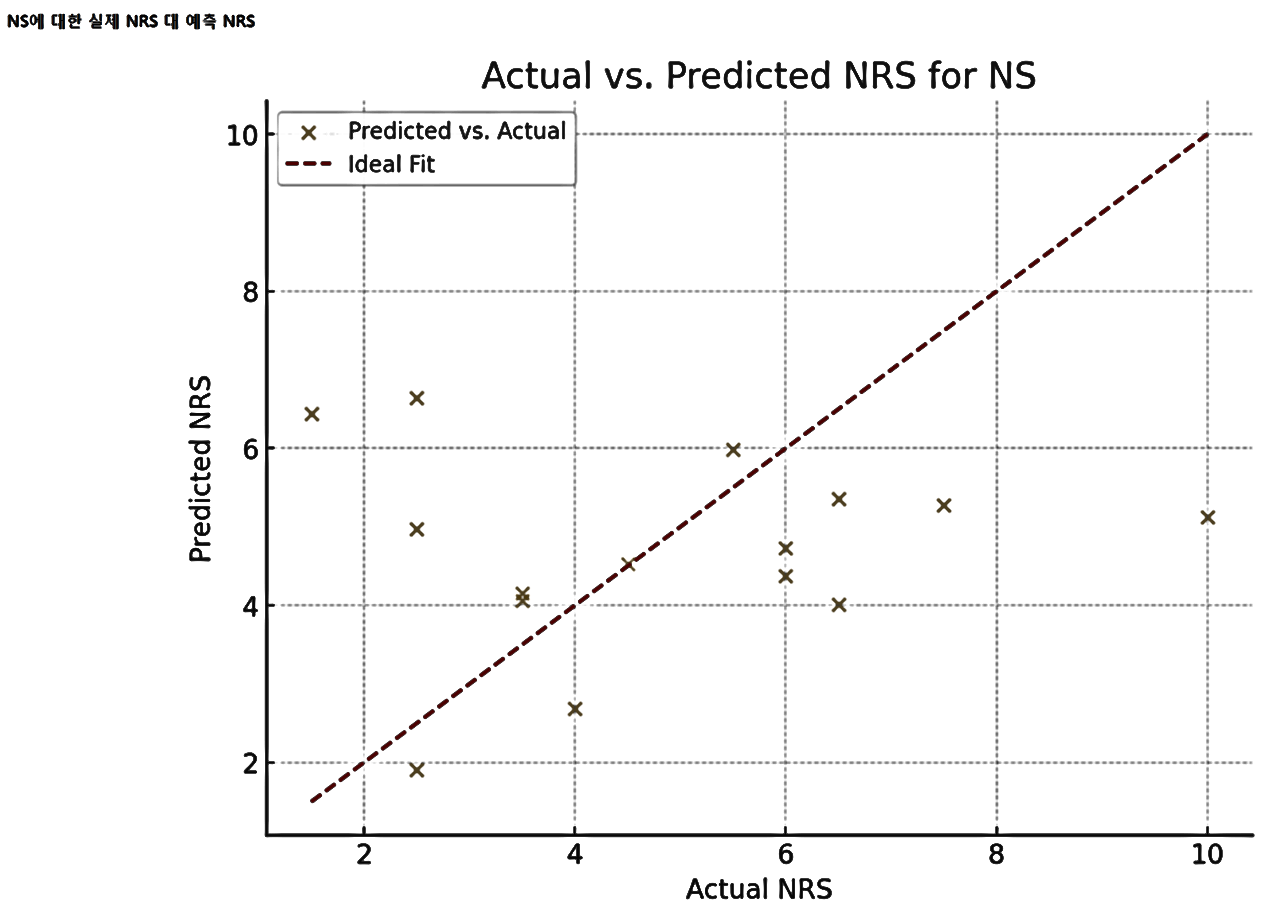 NS에 대한 실제 NRS 대 예측 NRS
Actual vs. Predicted NRS for NS
Predicted vs. Actual
Ideal Fit
10
8
6
4
2
Predicted NRS
2 4 6 8 10
Actual NRS